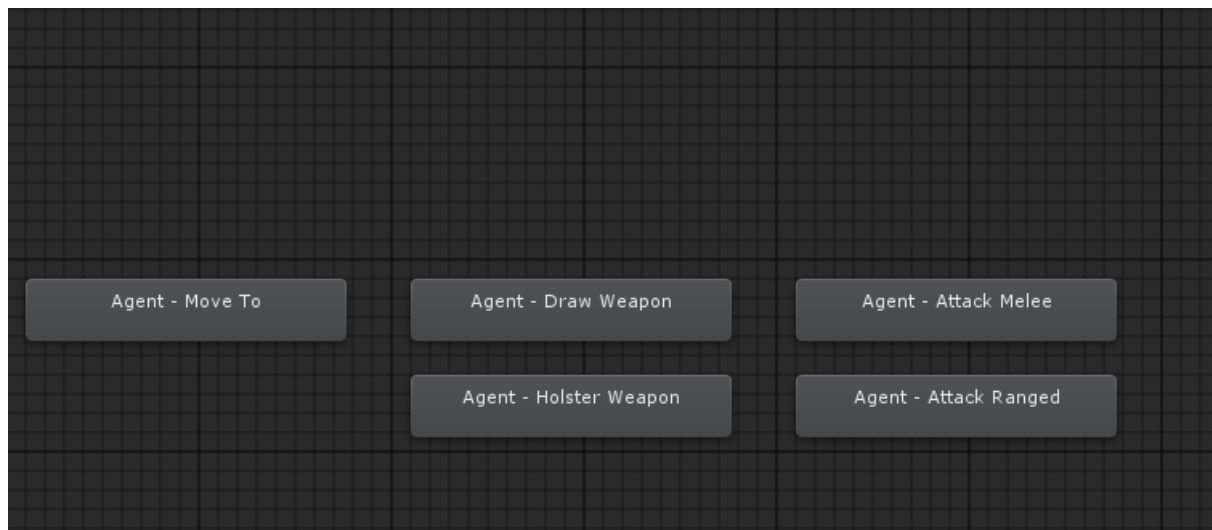 Agent - Move To
Agent - Draw Weapon
Agent - Attack Melee
Agent - Holster Weapon
Agent - Attack Ranged